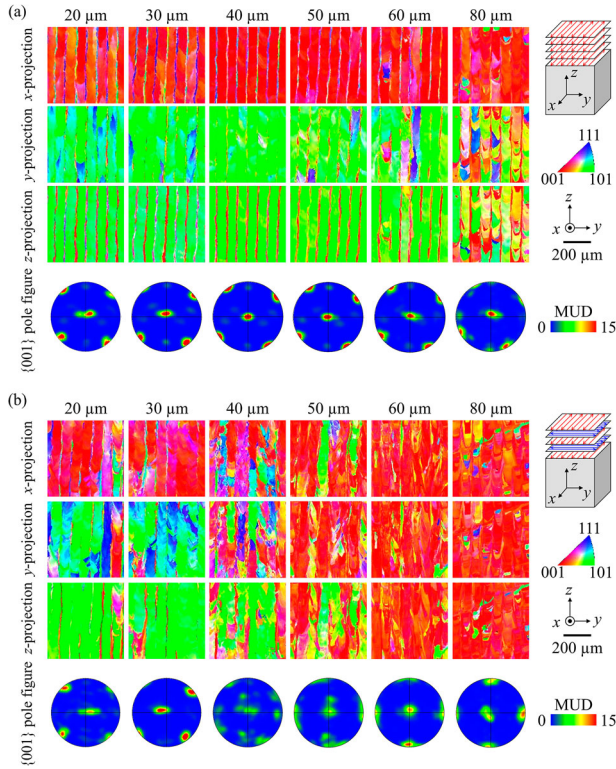 (a)
20 µm 30 µm 40 µm 50 µm 60 µm 80 µm
x-projection
y-projection
z-projection
{001} pole figure
z
x y
111
001 101
z
x y
200 µm
MUD
0 15
(b)
20 µm 30 µm 40 µm 50 µm 60 µm 80 µm
x-projection
y-projection
z-projection
{001} pole figure
z
x y
111
001 101
z
x y
200 µm
MUD
0 15